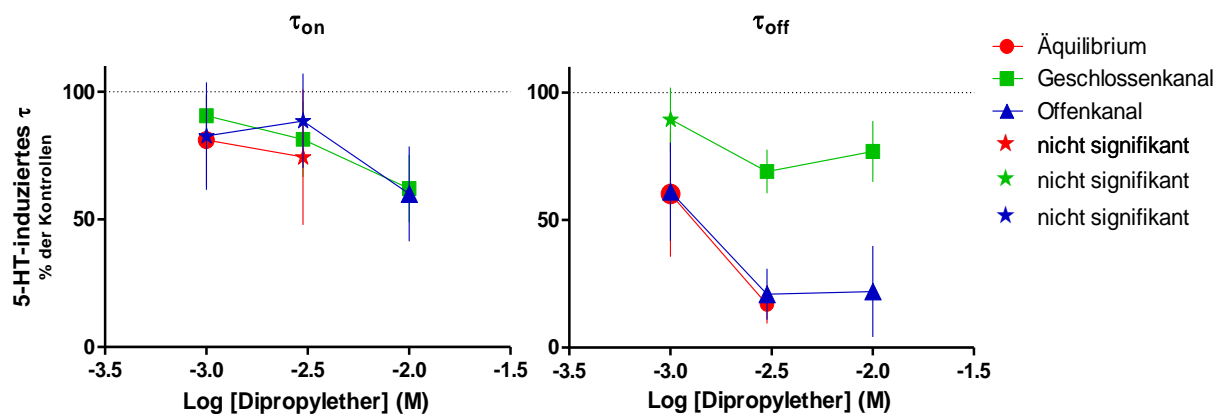 τon
100
50
0
-3.5 -3.0 -2.5 -2.0 -1.5
Log [Dipropylether] (M)
5-HT-induziertes τ
% der Kontrollen
τoff
100
50
0
-3.5 -3.0 -2.5 -2.0 -1.5
Log [Dipropylether] (M)
Äquilibrium
Geschlossenkanal
Offenkanal
nicht signifikant
nicht signifikant
nicht signifikant